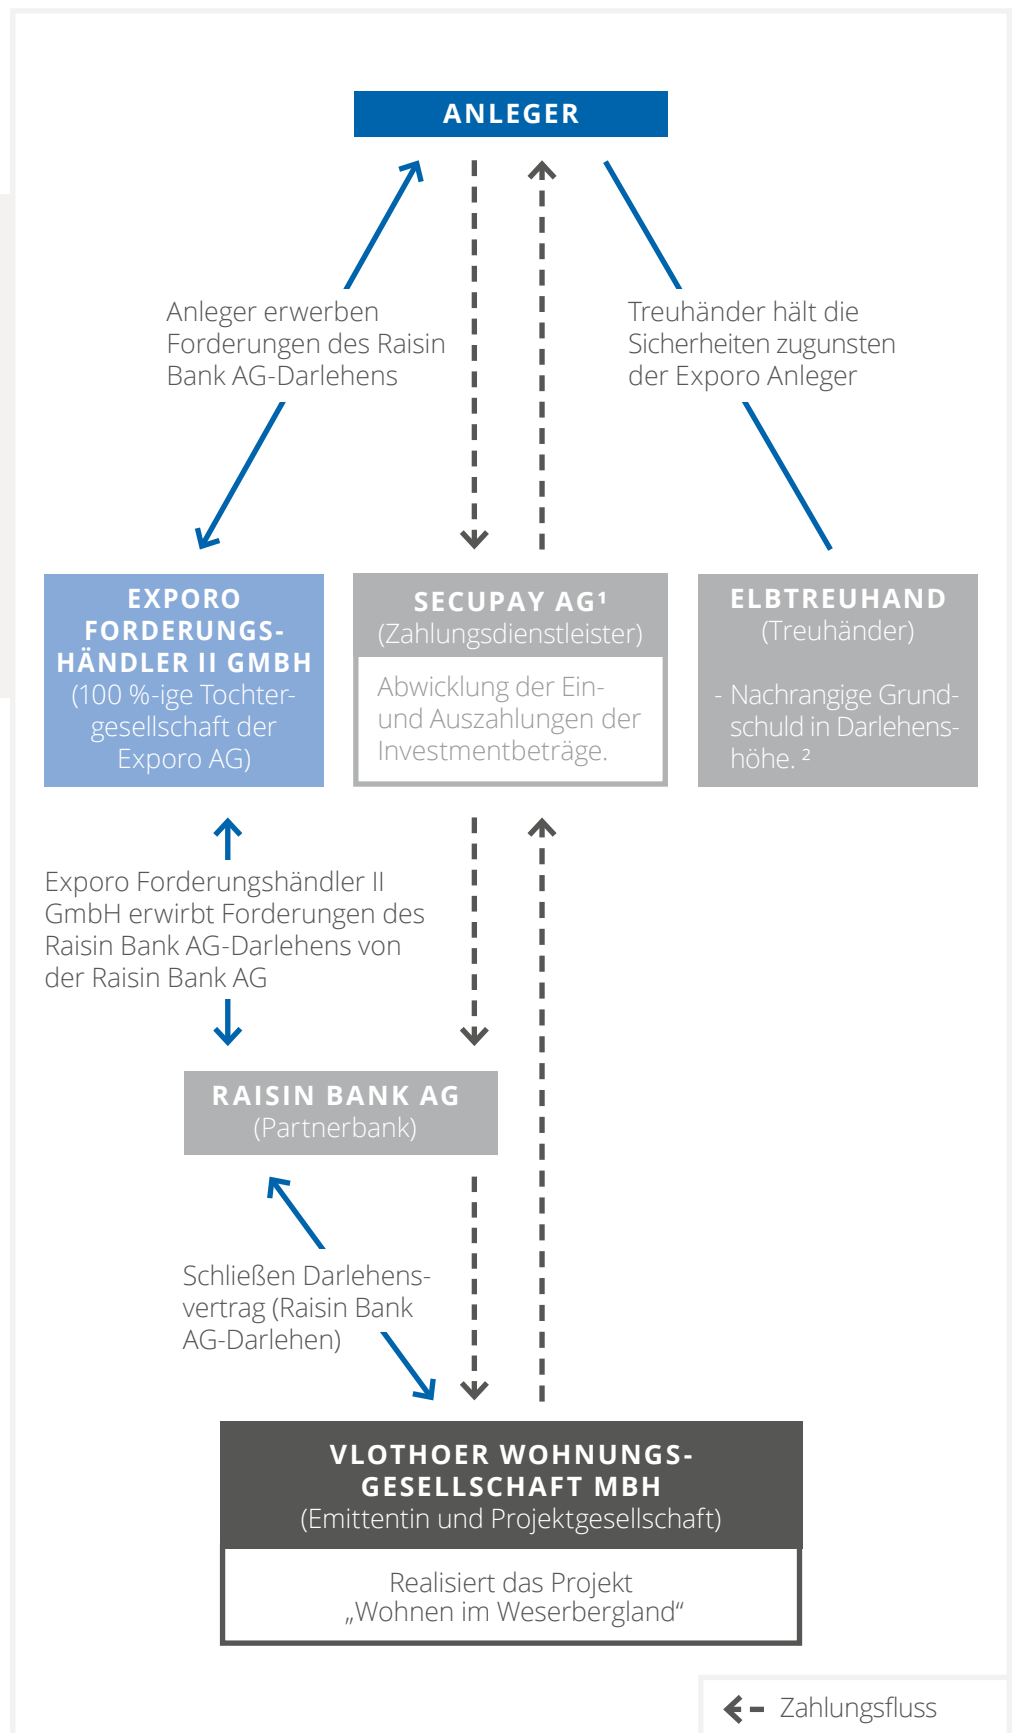 ANLEGER
Anleger erwerben
Forderungen des Raisin
Bank AG-Darlehens
Treuhänder hält die
Sicherheiten zugunsten
der Exporo Anleger
EXPORO
FORDERUNGS-
HÄNDLER II GMBH
(100 %-ige Tochter-
gesellschaft der
Exporo AG)
SECUPAY AG¹
(Zahlungsdienstleister)
Abwicklung der Ein-
und Auszahlungen der
Investmentbeträge.
ELBTREUHAND
(Treuhänder)
- Nachrangige Grund-
schuld in Darlehens-
höhe. ²
Exporo Forderungshändler II
GmbH erwirbt Forderungen des
Raisin Bank AG-Darlehens von
der Raisin Bank AG
RAISIN BANK AG
(Partnerbank)
Schließen Darlehens-
vertrag (Raisin Bank
AG-Darlehen)
VLOTHOER WOHNUNGS-
GESELLSCHAFT MBH
(Emittentin und Projektgesellschaft)
Realisiert das Projekt
„Wohnen im Weserbergland“
Zahlungsfluss